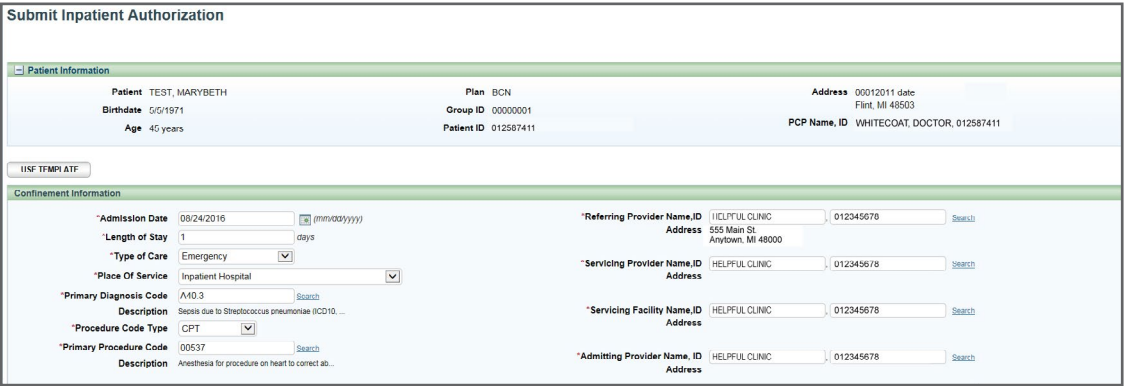 Submit Inpatient Authorization
Patient Information
Patient TEST, MARYBETH
Birthdate 5/5/1971
Age 45 years
Plan BCN
Group ID 00000001
Patient ID 012587411
Address 00012011 date
Flint, MI 48503
PCP Name, ID WHITECOAT, DOCTOR, 012587411
USE TEMPLATE
Confinement Information
*Admission Date 08/24/2016 (mm/dd/yyyy)
*Length of Stay 1 days
*Type of Care Emergency
*Place Of Service Inpatient Hospital
*Primary Diagnosis Code A40.3 Search
Description Sepsis due to Streptococcus pneumoniae (ICD10, ...
*Procedure Code Type CPT
*Primary Procedure Code 00537 Search
Description Anesthesia for procedure on heart to correct ab...
*Referring Provider Name,ID HELPFUL CLINIC , 012345678 Search
Address 555 Main St.
Anytown, MI 48000
*Servicing Provider Name,ID HELPFUL CLINIC , 012345678 Search
Address
*Servicing Facility Name,ID HELPFUL CLINIC , 012345678 Search
Address
*Admitting Provider Name, ID HELPFUL CLINIC , 012345678 Search
Address